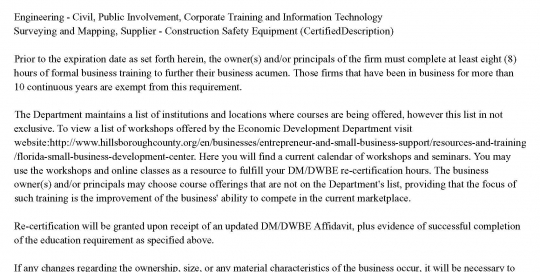 Engineering - Civil, Public Involvement, Corporate Training and Information Technology
Surveying and Mapping, Supplier - Construction Safety Equipment (CertifiedDescription)
Prior to the expiration date as set forth herein, the owner(s) and/or principals of the firm must complete at least eight (8)
hours of formal business training to further their business acumen. Those firms that have been in business for more than
10 continuous years are exempt from this requirement.
The Department maintains a list of institutions and locations where courses are being offered, however this list in not
exclusive. To view a list of workshops offered by the Economic Development Department visit
website:http://www.hillsboroughcounty.org/en/businesses/entrepreneur-and-small-business-support/resources-and-training
/florida-small-business-development-center. Here you will find a current calendar of workshops and seminars. You may
use the workshops and online classes as a resource to fulfill your DM/DWBE re-certification hours. The business
owner(s) and/or principals may choose course offerings that are not on the Department's list, providing that the focus of
such training is the improvement of the business' ability to compete in the current marketplace.
Re-certification will be granted upon receipt of an updated DM/DWBE Affidavit, plus evidence of successful completion
of the education requirement as specified above.
If any changes regarding the ownership, size, or any material characteristics of the business occur, it will be necessary to